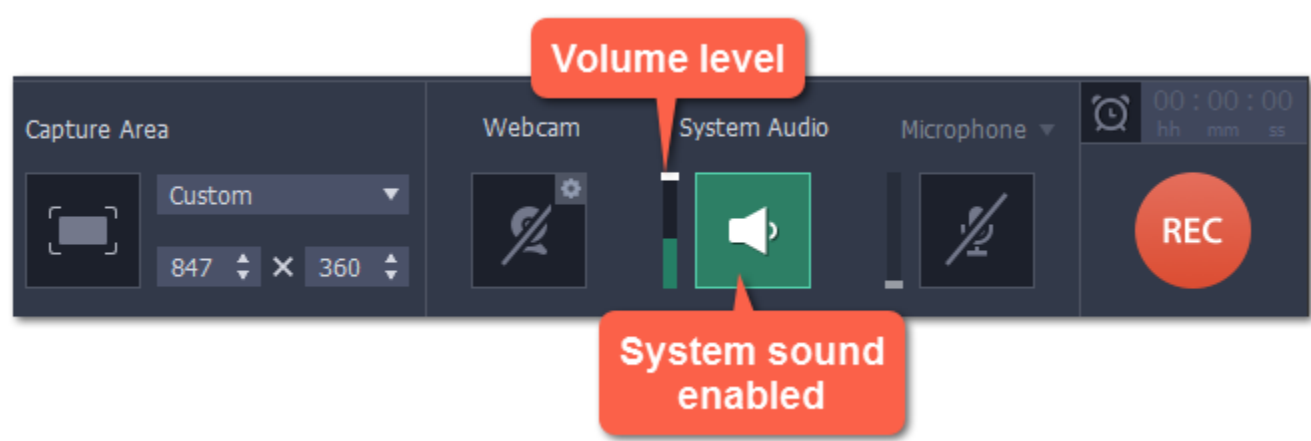 Volume level
Capture Area
Webcam
System Audio
Microphone
00 : 00 : 00
hh mm ss
Custom
847 × 360
REC
System sound
enabled